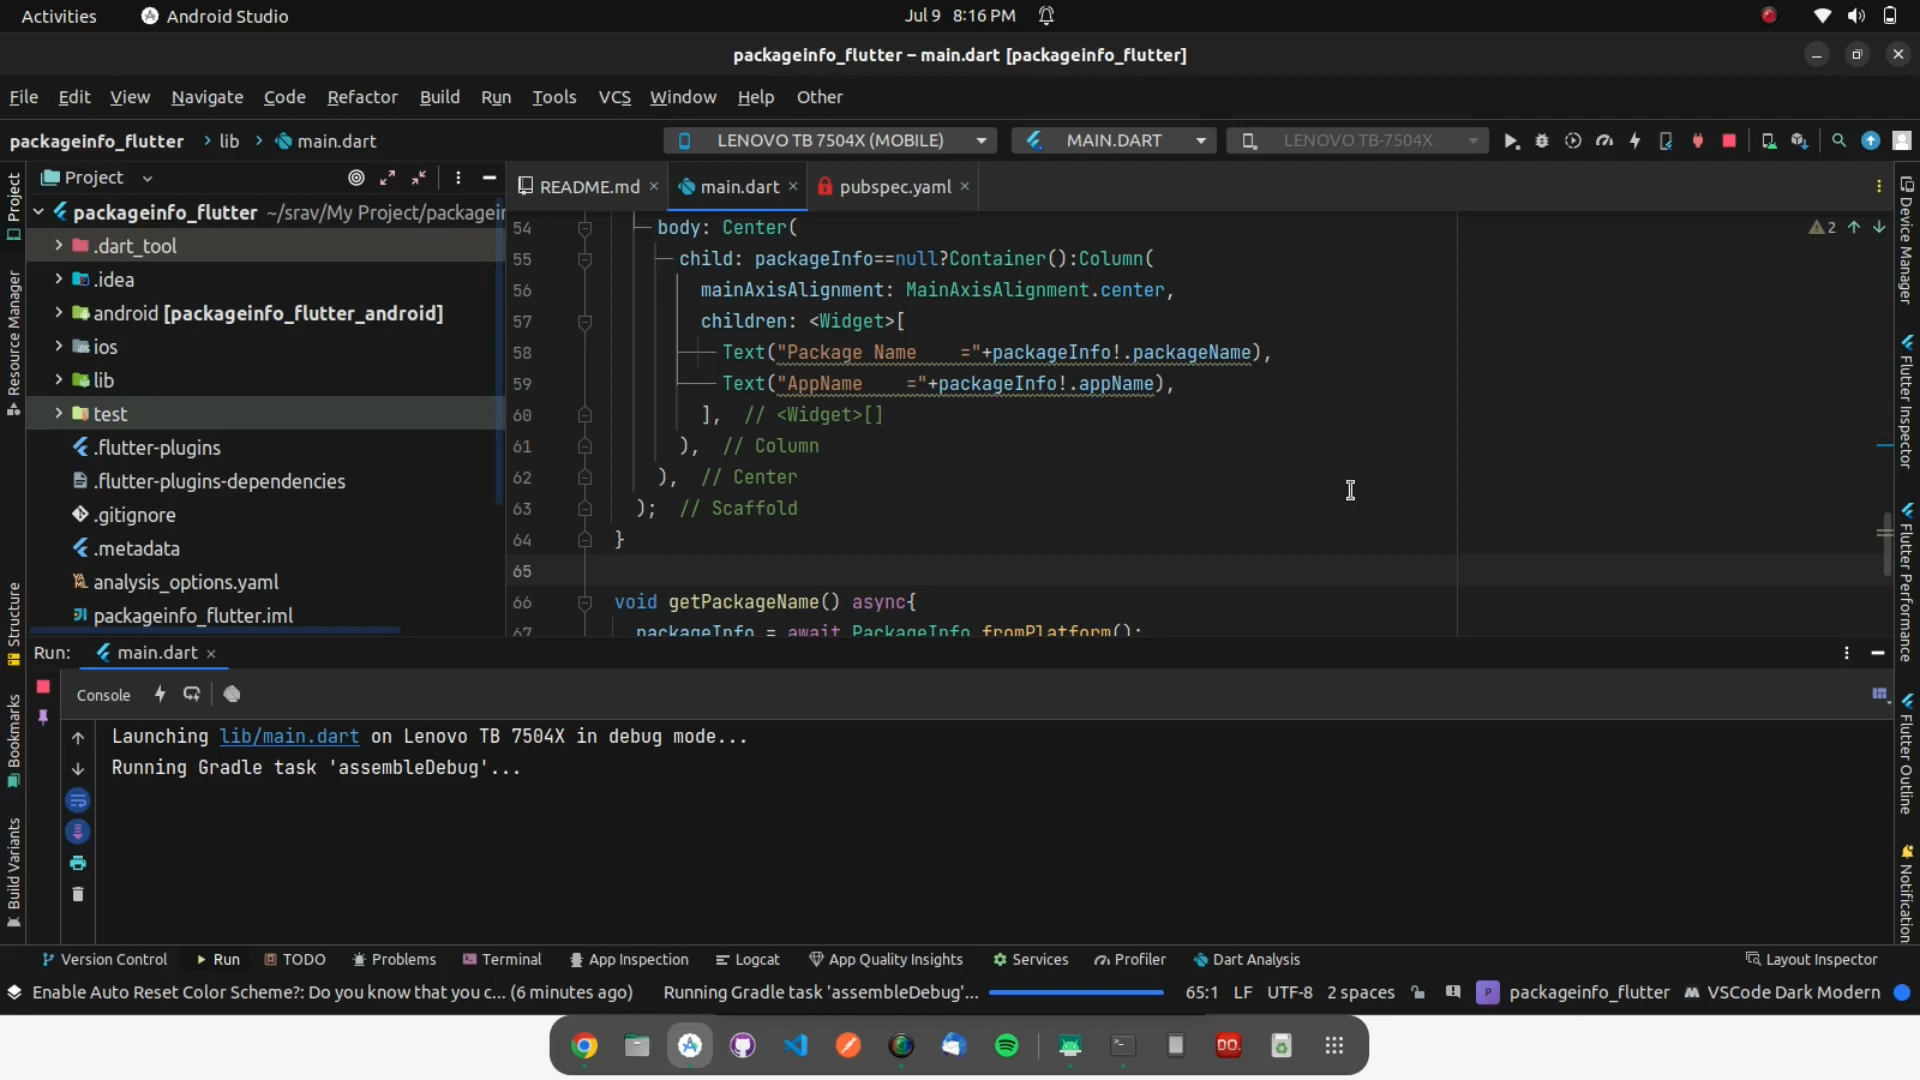 Activities Android Studio Jul 9 8:16 PM
packageinfo_flutter – main.dart [packageinfo_flutter]
File Edit View Navigate Code Refactor Build Run Tools VCS Window Help Other
packageinfo_flutter lib main.dart LENOVO TB 7504X (MOBILE) MAIN.DART LENOVO TB-7504X
Project README.md main.dart pubspec.yaml
packageinfo_flutter ~/srav/My Project/packagein
.dart_tool
.idea
android [packageinfo_flutter_android]
ios
lib
test
.flutter-plugins
.flutter-plugins-dependencies
.gitignore
.metadata
analysis_options.yaml
packageinfo_flutter.iml
54 body: Center( 2
55 child: packageInfo==null?Container():Column(
56 mainAxisAlignment: MainAxisAlignment.center,
57 children: <Widget>[
58 Text("Package Name    ="+packageInfo!.packageName),
59 Text("AppName    ="+packageInfo!.appName),
60 ], // <Widget>[]
61 ), // Column
62 ), // Center
63 ); // Scaffold
64 }
65
66 void getPackageName() async{
67 packageInfo = await PackageInfo.fromPlatform();
Project
Resource Manager
Structure
Bookmarks
Build Variants
Device Manager
Flutter Inspector
Flutter Performance
Flutter Outline
Notifications
Run: main.dart
Console
Launching lib/main.dart on Lenovo TB 7504X in debug mode...
Running Gradle task 'assembleDebug'...
Version Control Run TODO Problems Terminal App Inspection Logcat App Quality Insights Services Profiler Dart Analysis Layout Inspector
Enable Auto Reset Color Scheme?: Do you know that you c... (6 minutes ago) Running Gradle task 'assembleDebug'... 65:1 LF UTF-8 2 spaces P packageinfo_flutter VSCode Dark Modern
DO.